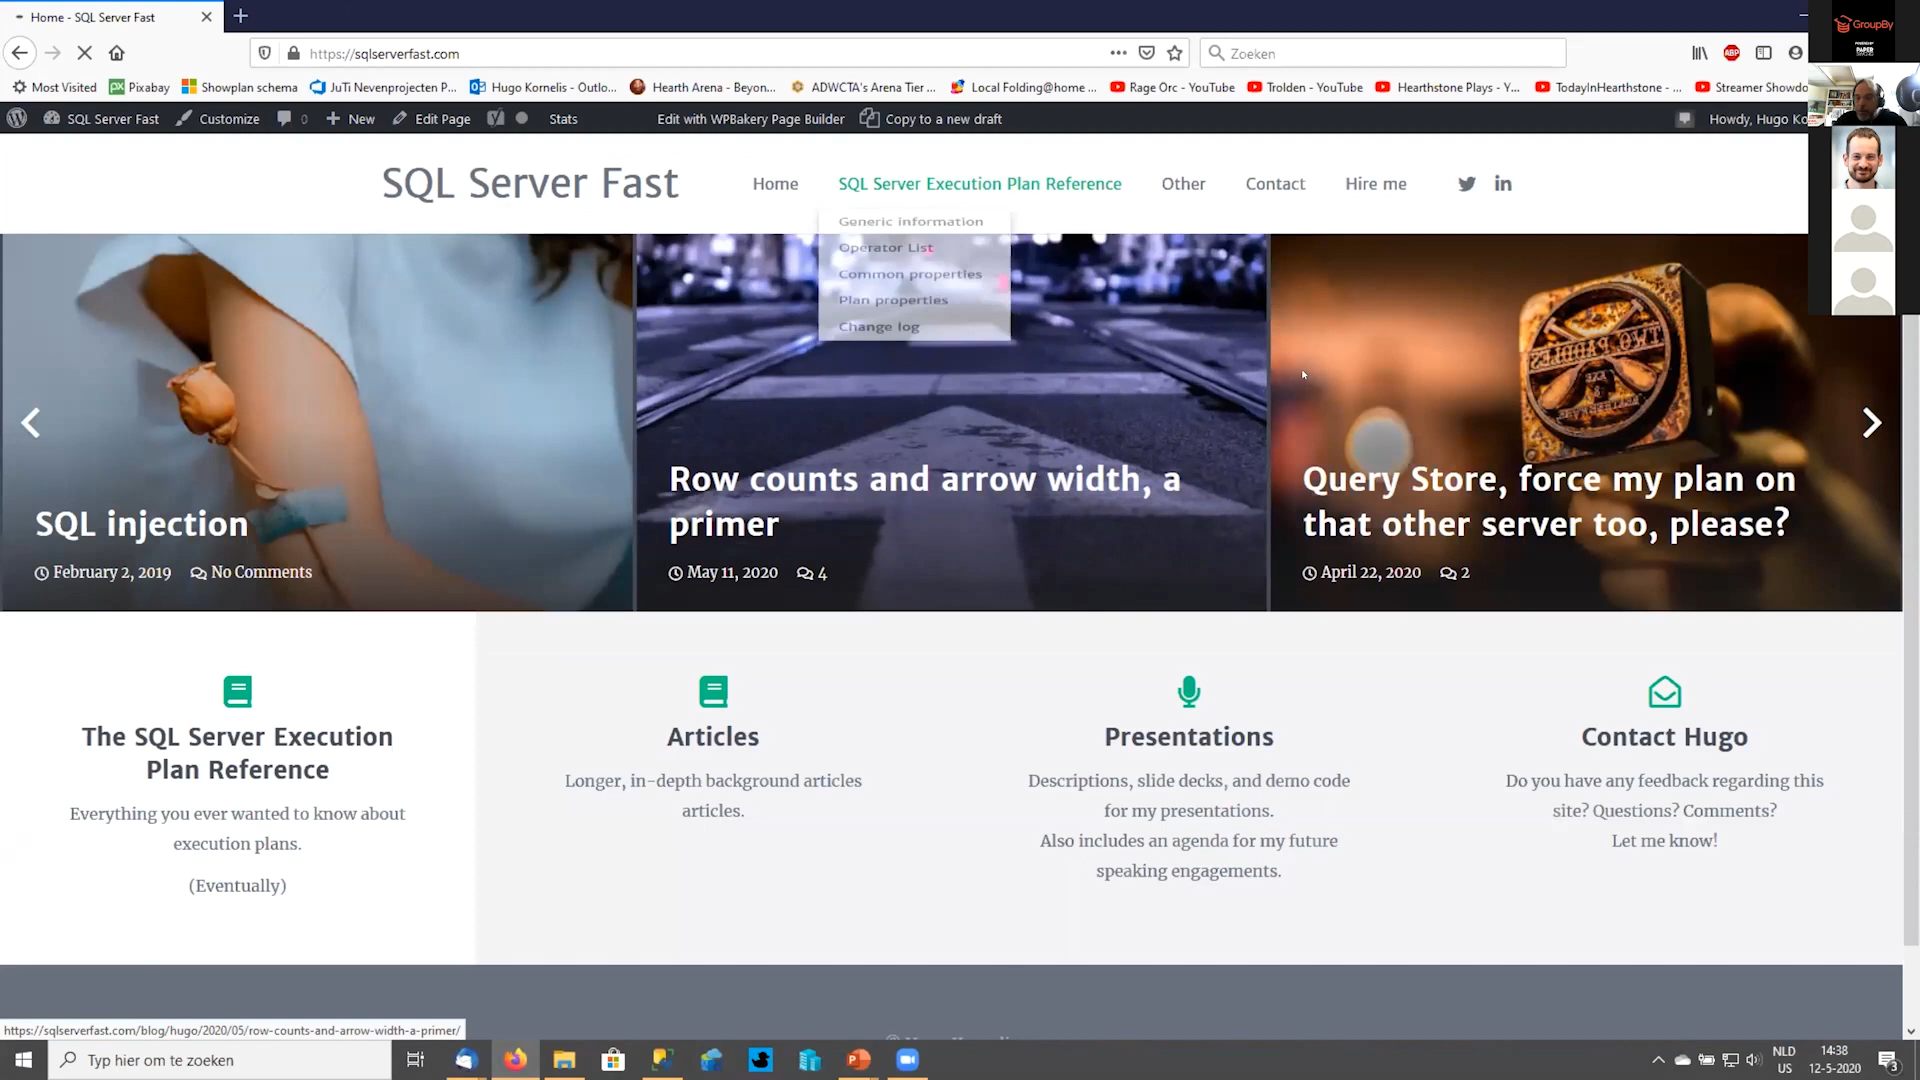 Home - SQL Server Fast
GroupBy
https://sqlserverfast.com
Zoeken
ABP
Most Visited
Pixabay
Showplan schema
JuTi Nevenprojecten P...
Hugo Kornelis - Outlo...
Hearth Arena - Beyon...
ADWCTA's Arena Tier ...
Local Folding@home ...
Rage Orc - YouTube
Trolden - YouTube
Hearthstone Plays - Y...
TodayInHearthstone - ...
Streamer Showdo
SQL Server Fast
Customize
0
New
Edit Page
Stats
Edit with WPBakery Page Builder
Copy to a new draft
Howdy, Hugo Ko
SQL Server Fast
Home
SQL Server Execution Plan Reference
Other
Contact
Hire me
Generic information
Operator List
Common properties
Plan properties
Change log
TWO PADDLES
SQL injection
February 2, 2019
No Comments
Row counts and arrow width, a
primer
May 11, 2020
4
Query Store, force my plan on
that other server too, please?
April 22, 2020
2
The SQL Server Execution
Plan Reference
Everything you ever wanted to know about
execution plans.
(Eventually)
Articles
Longer, in-depth background articles
articles.
Presentations
Descriptions, slide decks, and demo code
for my presentations.
Also includes an agenda for my future
speaking engagements.
Contact Hugo
Do you have any feedback regarding this
site? Questions? Comments?
Let me know!
https://sqlserverfast.com/blog/hugo/2020/05/row-counts-and-arrow-width-a-primer/
Typ hier om te zoeken
NLD
US
14:38
12-5-2020
3